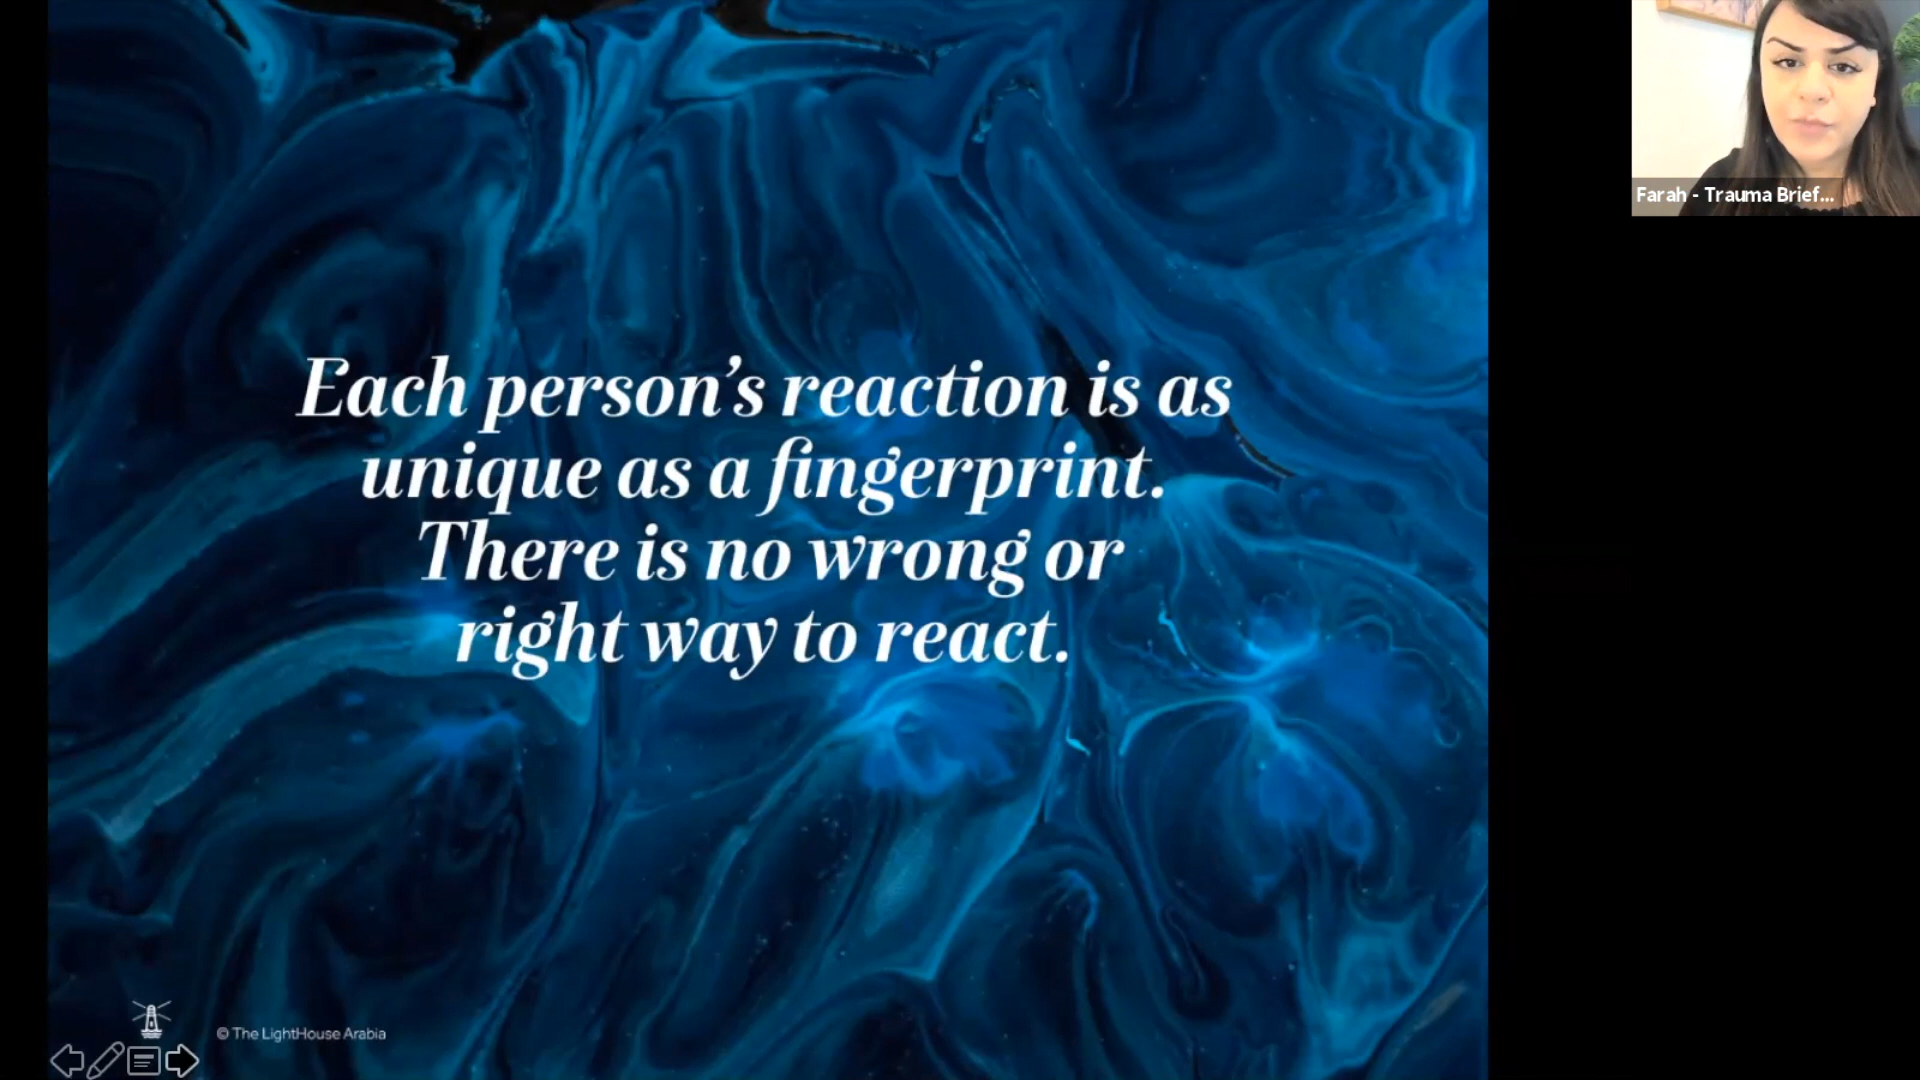 Each person’s reaction is as
unique as a fingerprint.
There is no wrong or
right way to react.
Farah - Trauma Brief...
© The LightHouse Arabia